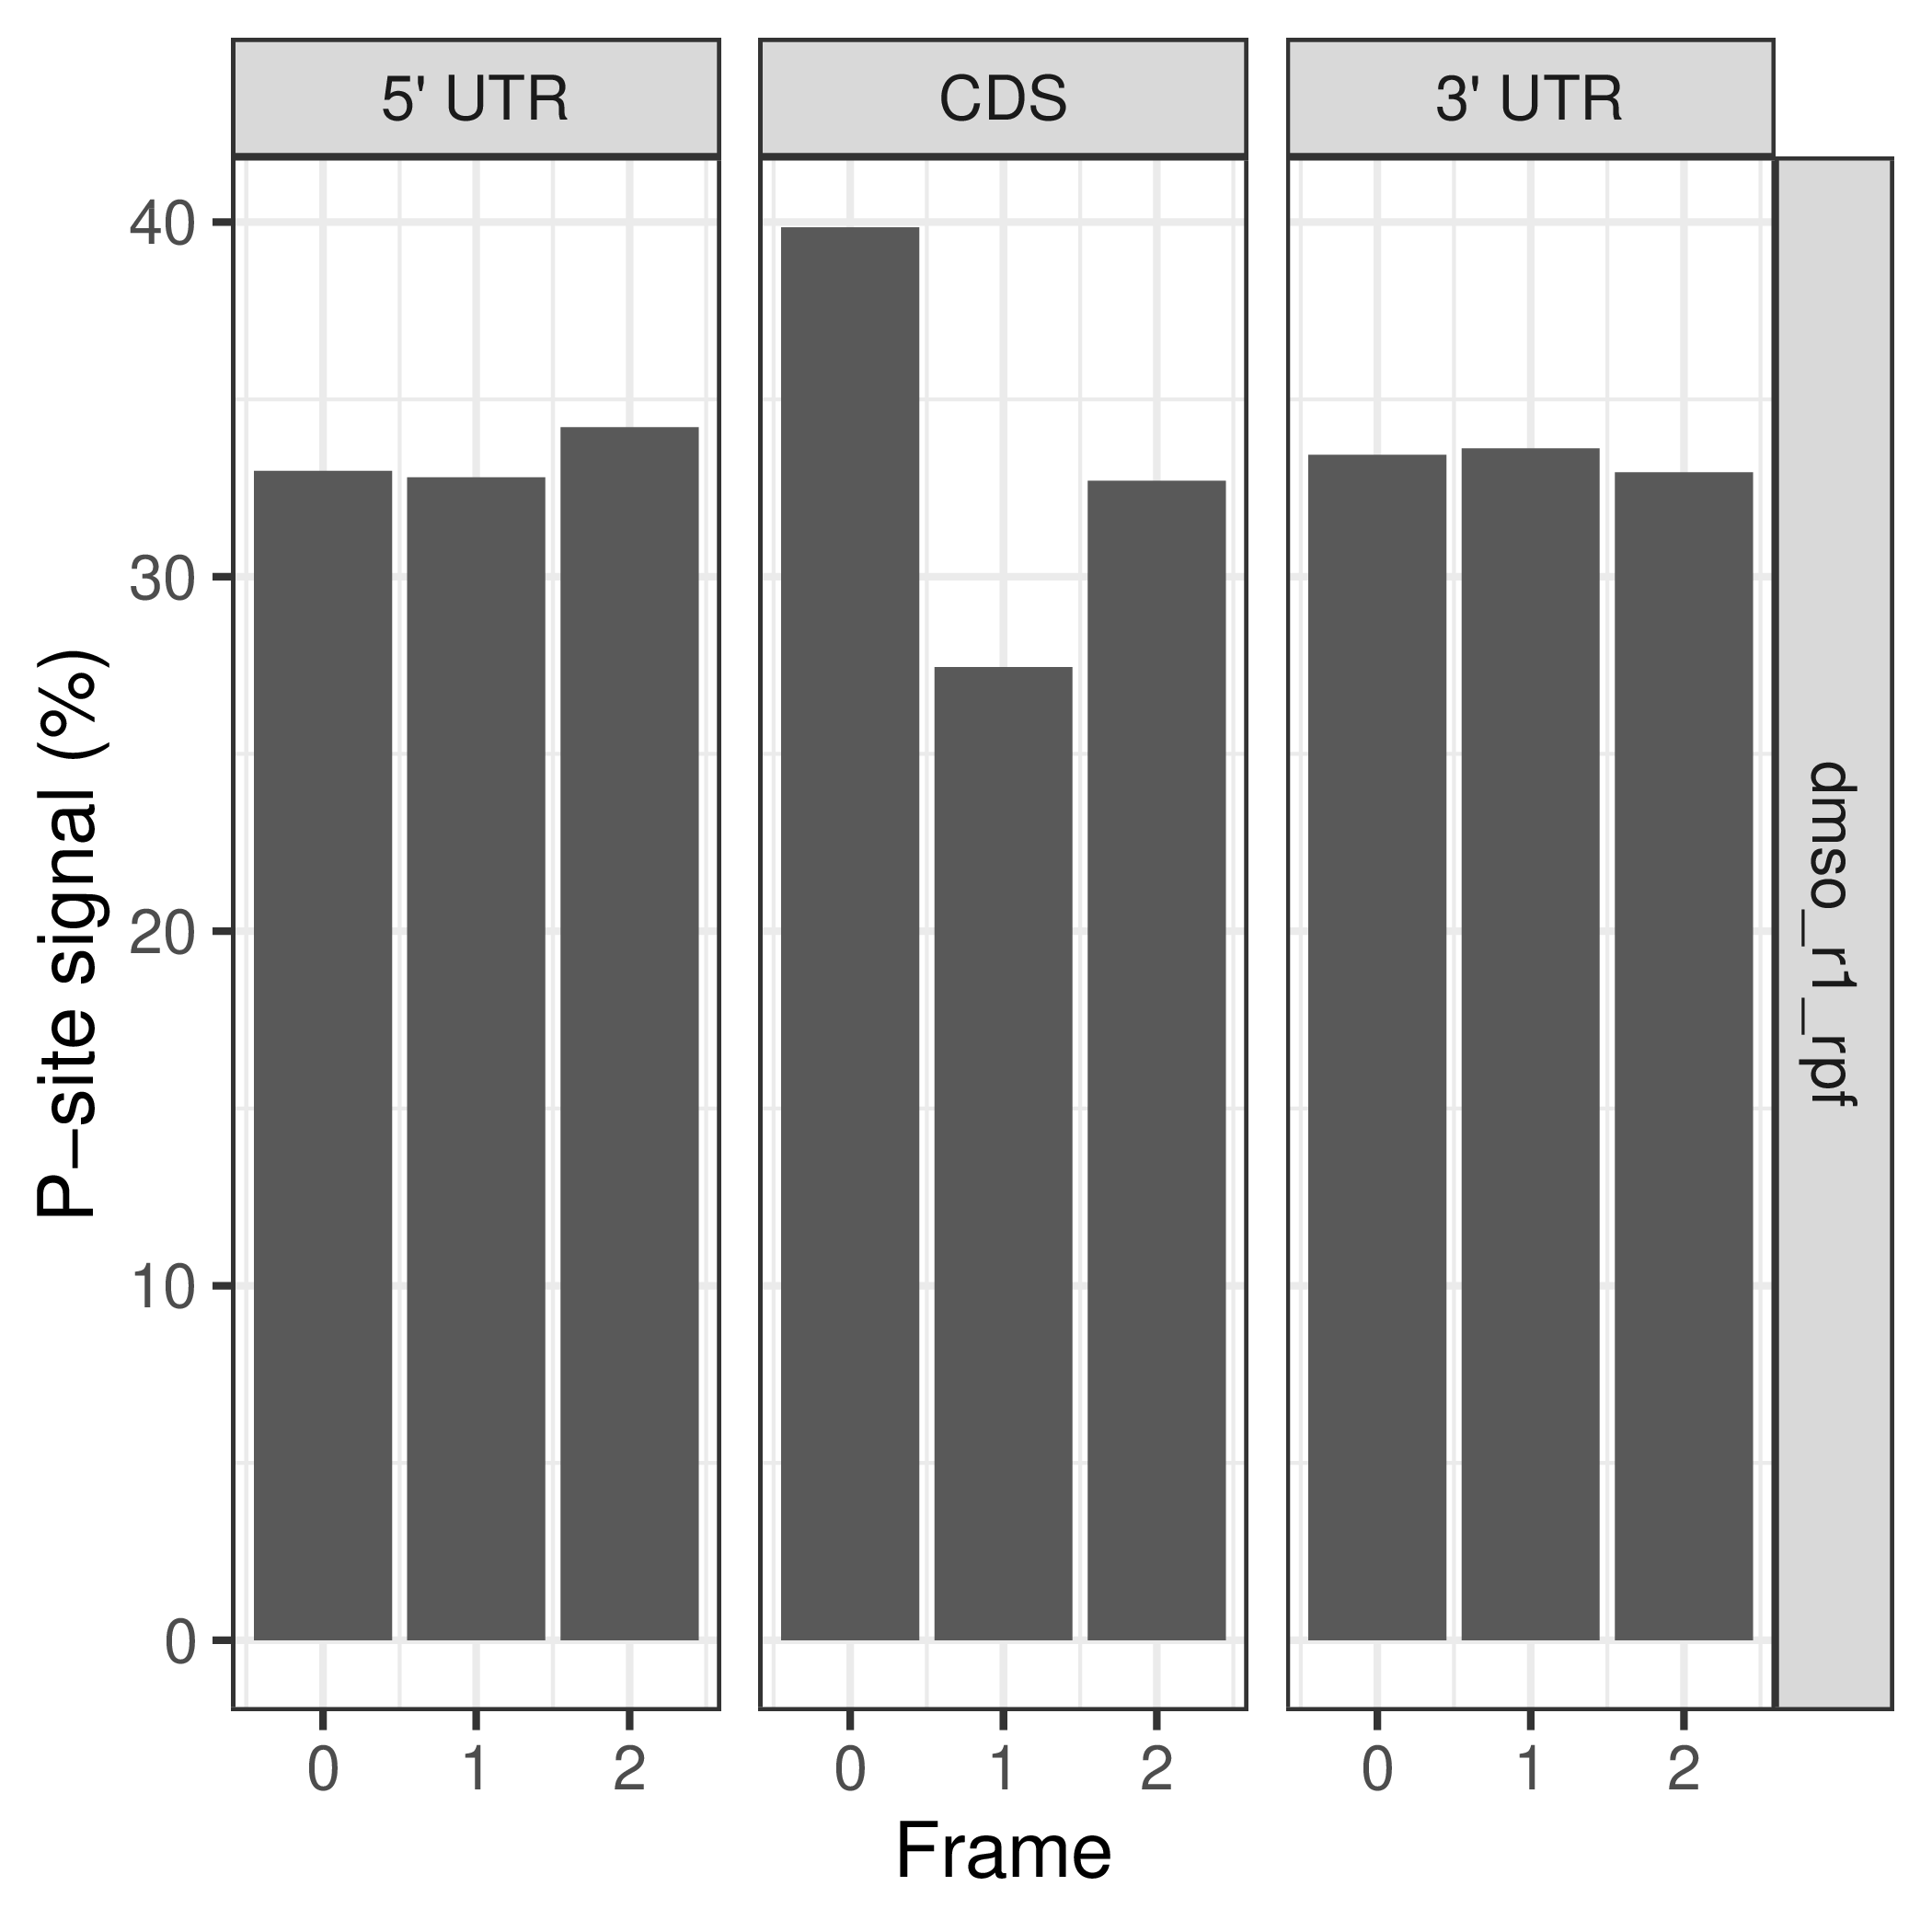 5' UTR
CDS
3' UTR
P–site signal (%)
40
30
20
10
0
dmso_r1_rpf
0 1 2
0 1 2
0 1 2
Frame